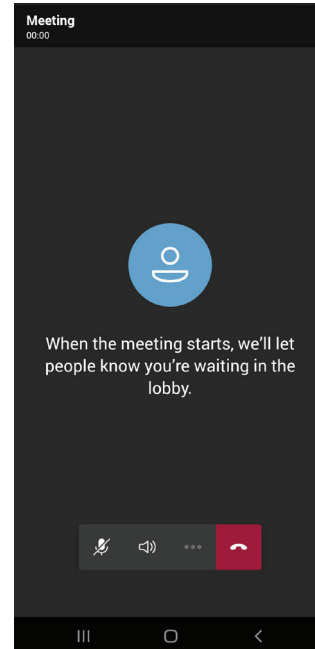 Meeting
00:00
When the meeting starts, we’ll let
people know you’re waiting in the
lobby.